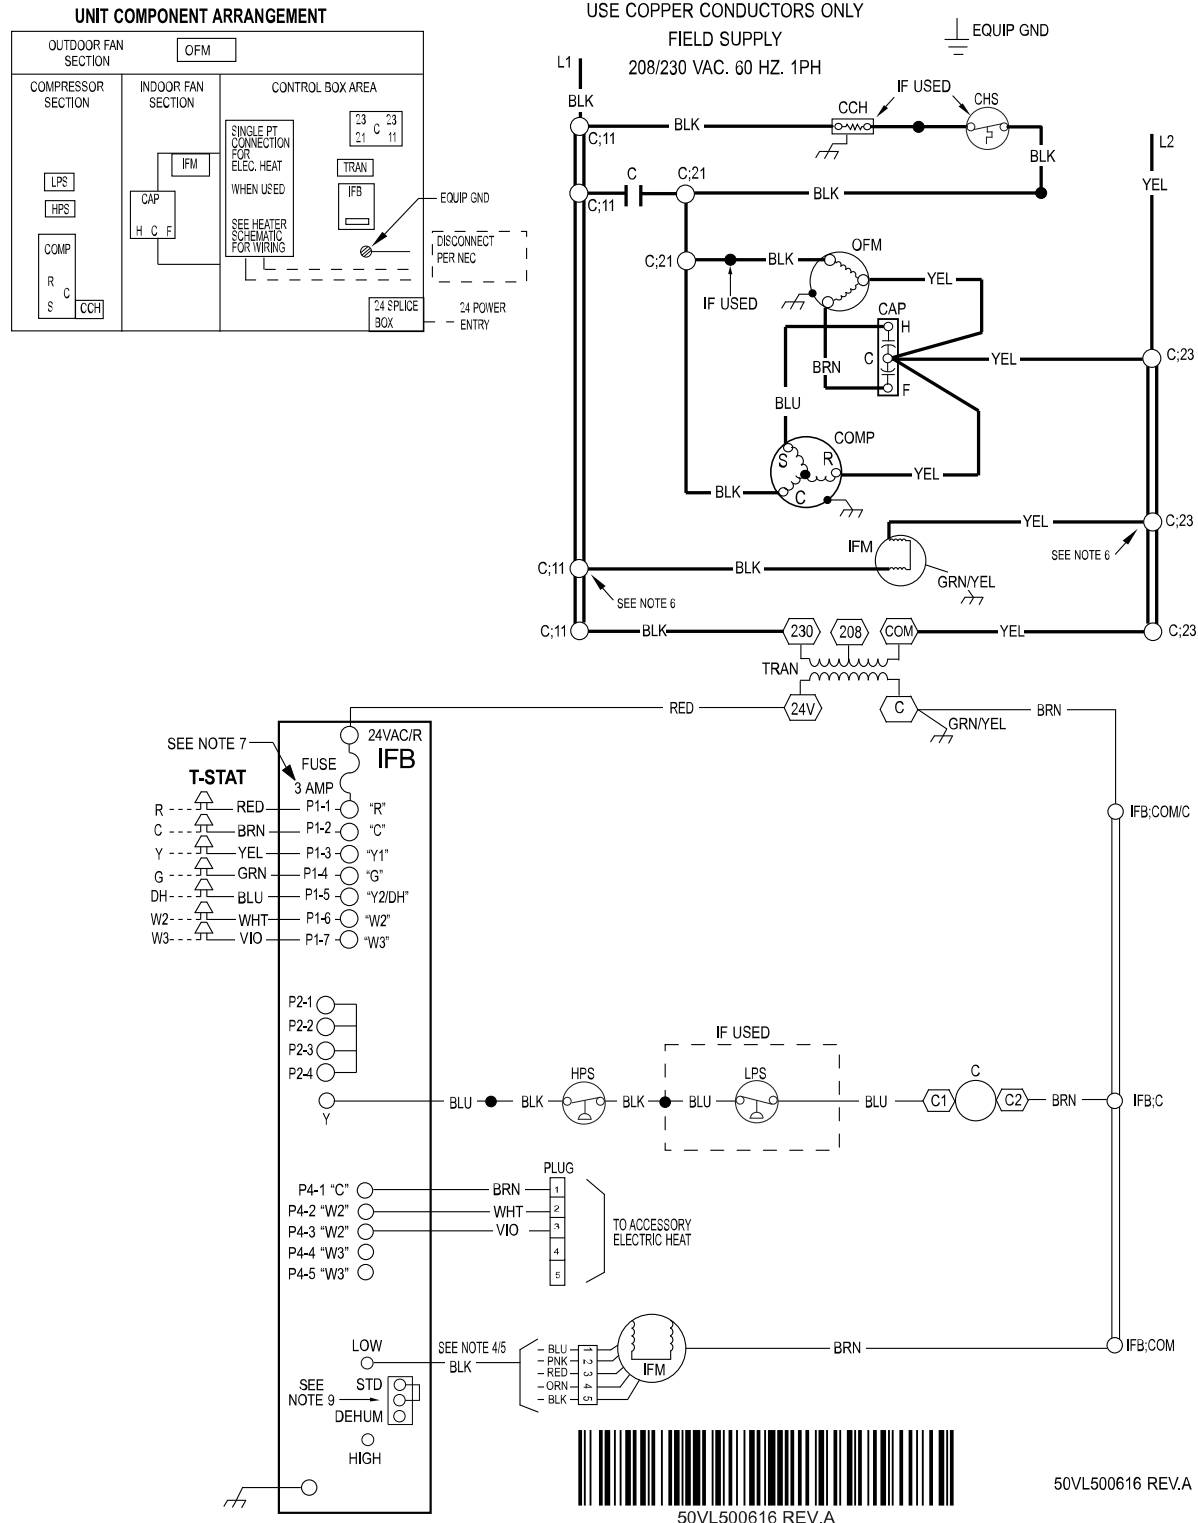 UNIT COMPONENT ARRANGEMENT
OUTDOOR FAN
SECTION
OFM
COMPRESSOR
SECTION
INDOOR FAN
SECTION
CONTROL BOX AREA
SINGLE PT
CONNECTION
FOR
ELEC. HEAT
WHEN USED
SEE HEATER
SCHEMATIC
FOR WIRING
23 23
C
21 11
TRAN
IFB
IFM
LPS
HPS
CAP
H C F
COMP
R
C
S
CCH
EQUIP GND
DISCONNECT
PER NEC
24 SPLICE
BOX
24 POWER
ENTRY
USE COPPER CONDUCTORS ONLY
FIELD SUPPLY
208/230 VAC. 60 HZ. 1PH
EQUIP GND
L1
BLK
C;11
BLK
CCH
IF USED
CHS
BLK
L2
YEL
C;11
C
C;21
BLK
C;21
BLK
IF USED
OFM
YEL
CAP
H
C
F
BRN
BLU
YEL
C;23
COMP
S
R
C
YEL
BLK
YEL
C;23
SEE NOTE 6
IFM
C;11
BLK
GRN/YEL
SEE NOTE 6
C;11
BLK
230
208
COM
YEL
C;23
TRAN
24V
C
RED
GRN/YEL
BRN
24VAC/R
IFB
SEE NOTE 7
FUSE
3 AMP
T-STAT
R RED P1-1 "R"
C BRN P1-2 "C"
Y YEL P1-3 "Y1"
G GRN P1-4 "G"
DH BLU P1-5 "Y2/DH"
W2 WHT P1-6 "W2"
W3 VIO P1-7 "W3"
IFB;COM/C
P2-1
P2-2
P2-3
P2-4
Y
BLU
BLK
HPS
BLK
IF USED
BLU
LPS
BLU
C1
C
C2
BRN
IFB;C
PLUG
P4-1 "C" BRN 1
P4-2 "W2" WHT 2
P4-3 "W2" VIO 3
P4-4 "W3" 4
P4-5 "W3" 5
TO ACCESSORY
ELECTRIC HEAT
LOW
SEE NOTE 4/5
BLK
BLU 1
PNK 2
RED 3
ORN 4
BLK 5
IFM
BRN
IFB;COM
SEE
NOTE 9
STD
DEHUM
HIGH
50VL500616 REV.A
50VL500616 REV.A